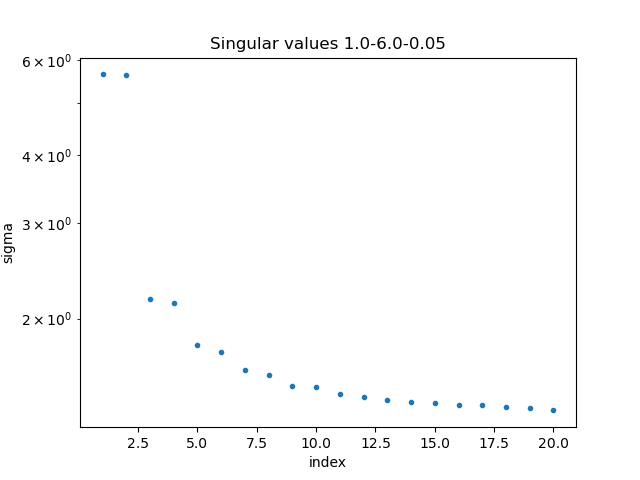 Singular values 1.0-6.0-0.05
6 × 10⁰
4 × 10⁰
3 × 10⁰
2 × 10⁰
sigma
2.5 5.0 7.5 10.0 12.5 15.0 17.5 20.0
index